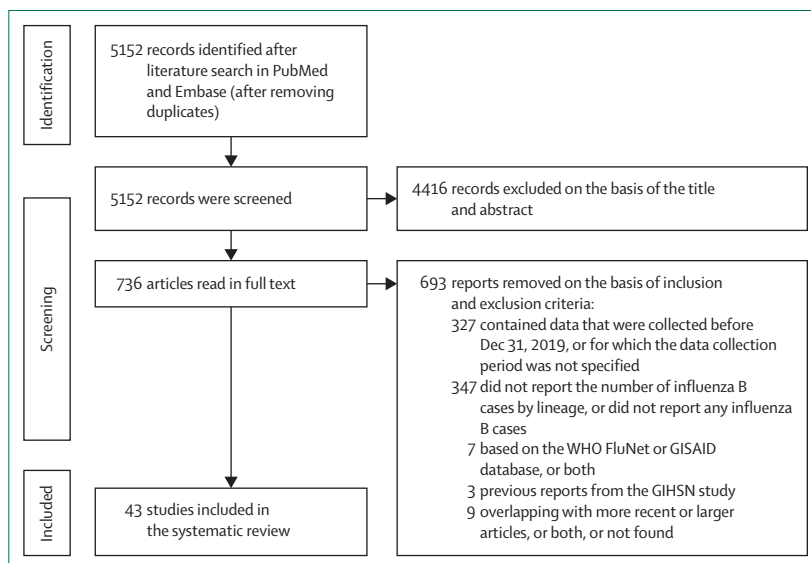 Identification
5152 records identified after
literature search in PubMed
and Embase (after removing
duplicates)
Screening
5152 records were screened
4416 records excluded on the basis of the title
and abstract
736 articles read in full text
693 reports removed on the basis of inclusion
and exclusion criteria:
327 contained data that were collected before
Dec 31, 2019, or for which the data collection
period was not specified
347 did not report the number of influenza B
cases by lineage, or did not report any influenza
B cases
7 based on the WHO FluNet or GISAID
database, or both
3 previous reports from the GIHSN study
9 overlapping with more recent or larger
articles, or both, or not found
Included
43 studies included in
the systematic review